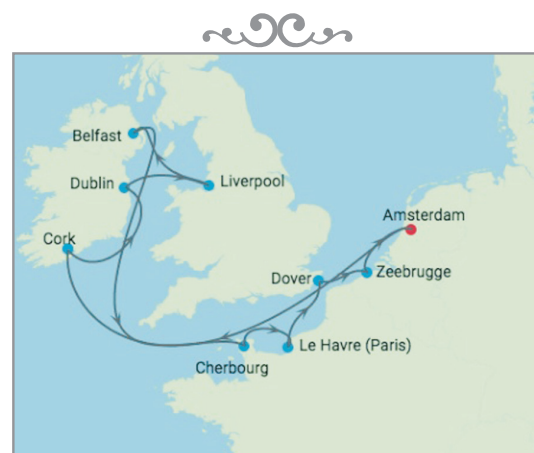 Belfast
Dublin
Liverpool
Cork
Amsterdam
Dover
Zeebrugge
Le Havre (Paris)
Cherbourg